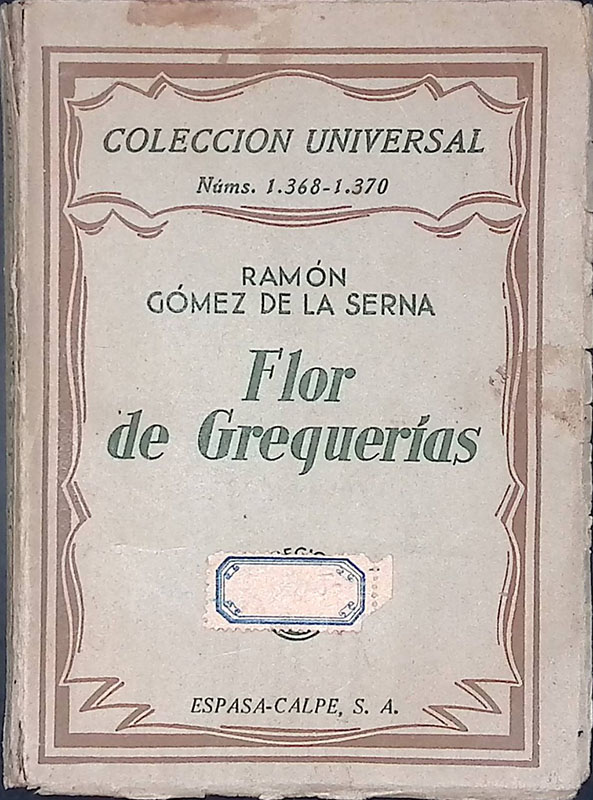 COLECCION UNIVERSAL
Núms. 1.368-1.370
RAMÓN
GÓMEZ DE LA SERNA
Flor
de Greguerías
ESPASA-CALPE, S. A.